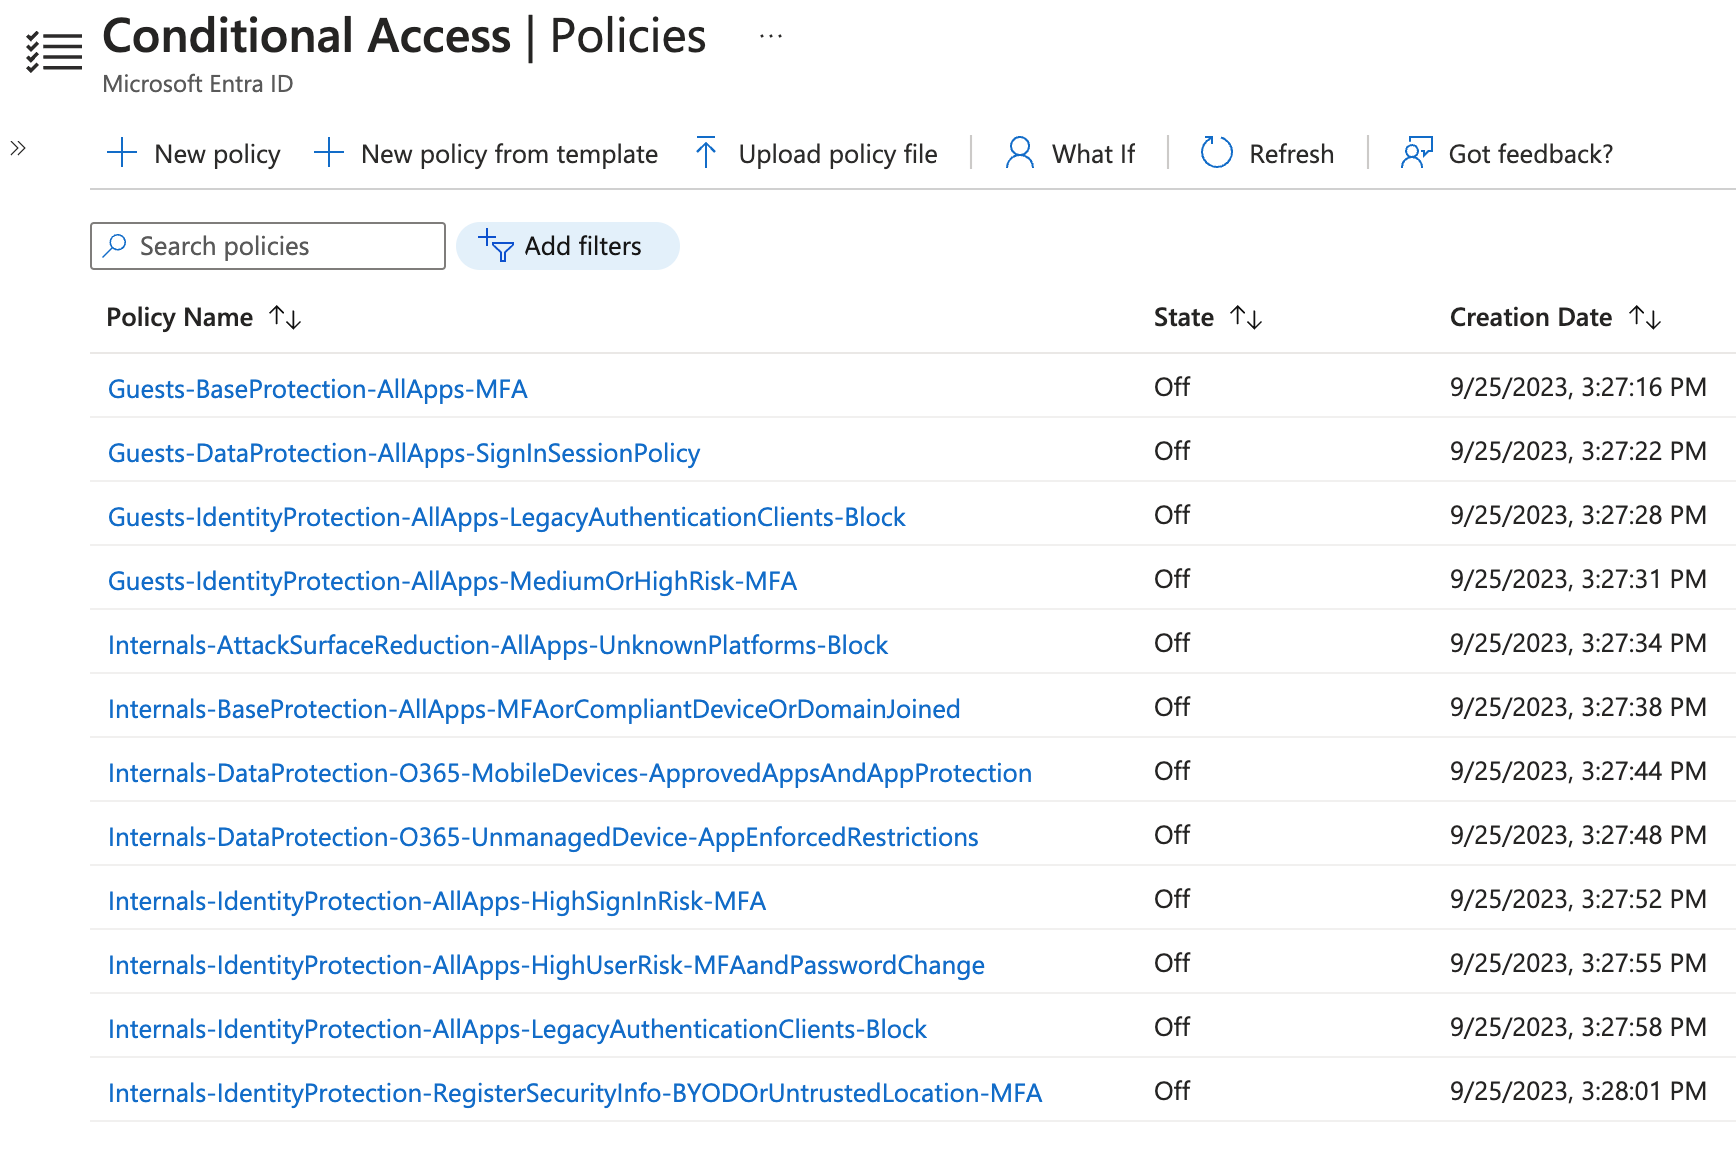 Conditional Access | Policies ...
Microsoft Entra ID
New policy New policy from template Upload policy file What If Refresh Got feedback?
Search policies Add filters
Policy Name State Creation Date
Guests-BaseProtection-AllApps-MFA Off 9/25/2023, 3:27:16 PM
Guests-DataProtection-AllApps-SignInSessionPolicy Off 9/25/2023, 3:27:22 PM
Guests-IdentityProtection-AllApps-LegacyAuthenticationClients-Block Off 9/25/2023, 3:27:28 PM
Guests-IdentityProtection-AllApps-MediumOrHighRisk-MFA Off 9/25/2023, 3:27:31 PM
Internals-AttackSurfaceReduction-AllApps-UnknownPlatforms-Block Off 9/25/2023, 3:27:34 PM
Internals-BaseProtection-AllApps-MFAorCompliantDeviceOrDomainJoined Off 9/25/2023, 3:27:38 PM
Internals-DataProtection-O365-MobileDevices-ApprovedAppsAndAppProtection Off 9/25/2023, 3:27:44 PM
Internals-DataProtection-O365-UnmanagedDevice-AppEnforcedRestrictions Off 9/25/2023, 3:27:48 PM
Internals-IdentityProtection-AllApps-HighSignInRisk-MFA Off 9/25/2023, 3:27:52 PM
Internals-IdentityProtection-AllApps-HighUserRisk-MFAandPasswordChange Off 9/25/2023, 3:27:55 PM
Internals-IdentityProtection-AllApps-LegacyAuthenticationClients-Block Off 9/25/2023, 3:27:58 PM
Internals-IdentityProtection-RegisterSecurityInfo-BYODOrUntrustedLocation-MFA Off 9/25/2023, 3:28:01 PM